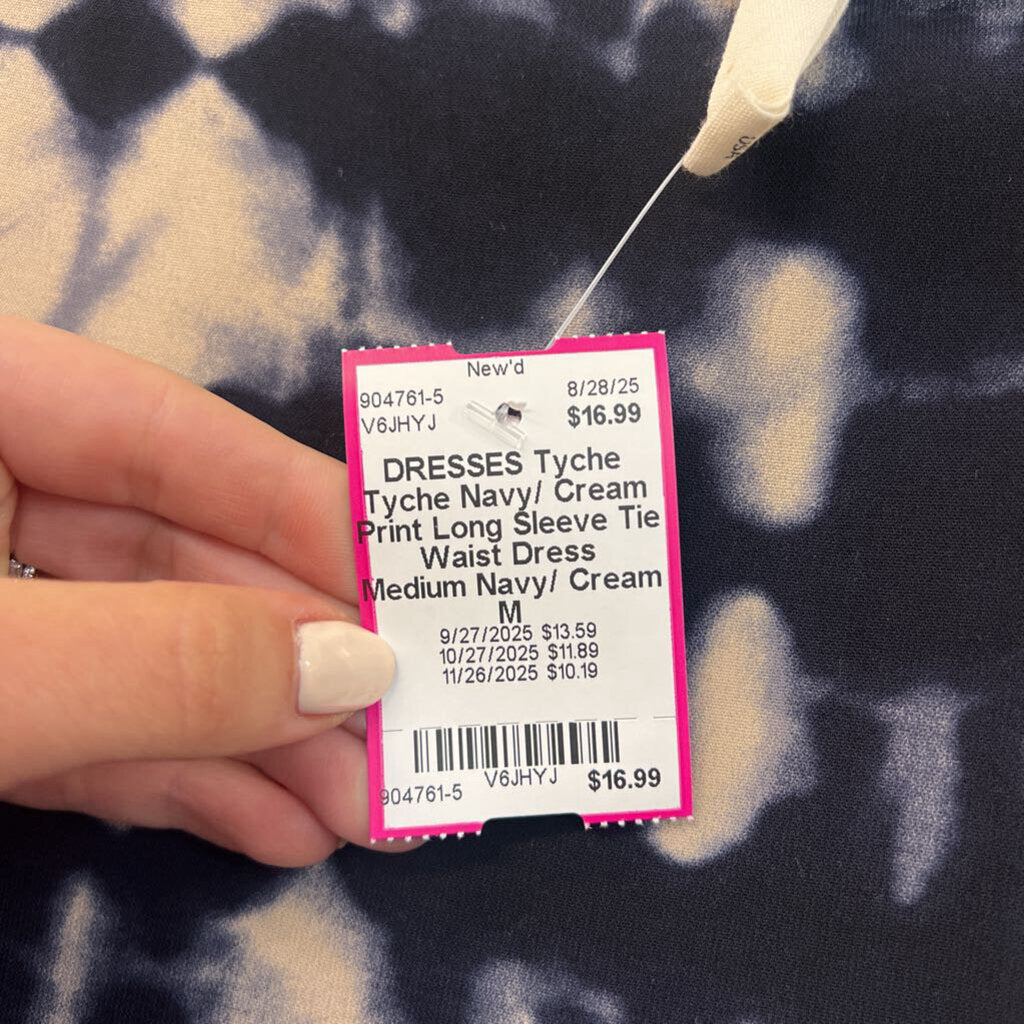 USA
New'd
904761-5 8/28/25
V6JHYJ $16.99
DRESSES Tyche
Tyche Navy/ Cream
Print Long Sleeve Tie
Waist Dress
Medium Navy/ Cream
M
9/27/2025 $13.59
10/27/2025 $11.89
11/26/2025 $10.19
904761-5 V6JHYJ $16.99